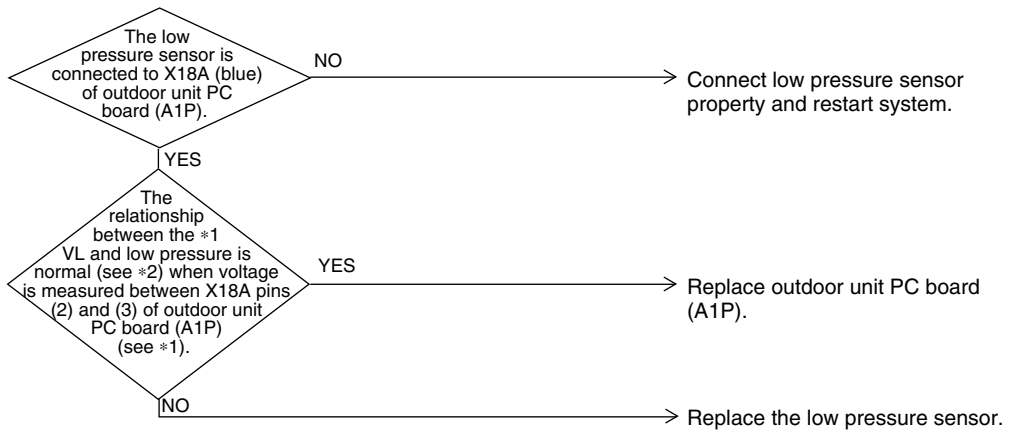 The low
pressure sensor is
connected to X18A (blue)
of outdoor unit PC
board (A1P).
NO
Connect low pressure sensor
property and restart system.
YES
The
relationship
between the *1
VL and low pressure is
normal (see *2) when voltage
is measured between X18A pins
(2) and (3) of outdoor unit
PC board (A1P)
(see *1).
YES
Replace outdoor unit PC board
(A1P).
NO
Replace the low pressure sensor.